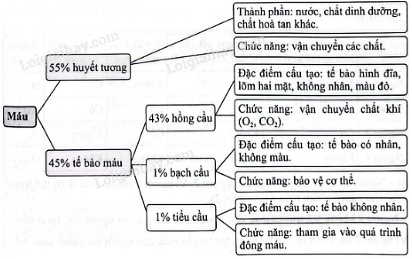 Thành phần: nước, chất dinh dưỡng,
chất hoà tan khác.
55% huyết tương
Chức năng: vận chuyển các chất.
Đặc điểm cấu tạo: tế bào hình đĩa,
lõm hai mặt, không nhân, màu đỏ.
43% hồng cầu
Chức năng: vận chuyển chất khí
(O₂, CO₂).
Máu
45% tế bào máu
Đặc điểm cấu tạo: tế bào có nhân,
không màu.
1% bạch cầu
Chức năng: bảo vệ cơ thể.
Đặc điểm cấu tạo: tế bào không nhân.
1% tiểu cầu
Chức năng: tham gia vào quá trình
đông máu.
Loigiaihay.com